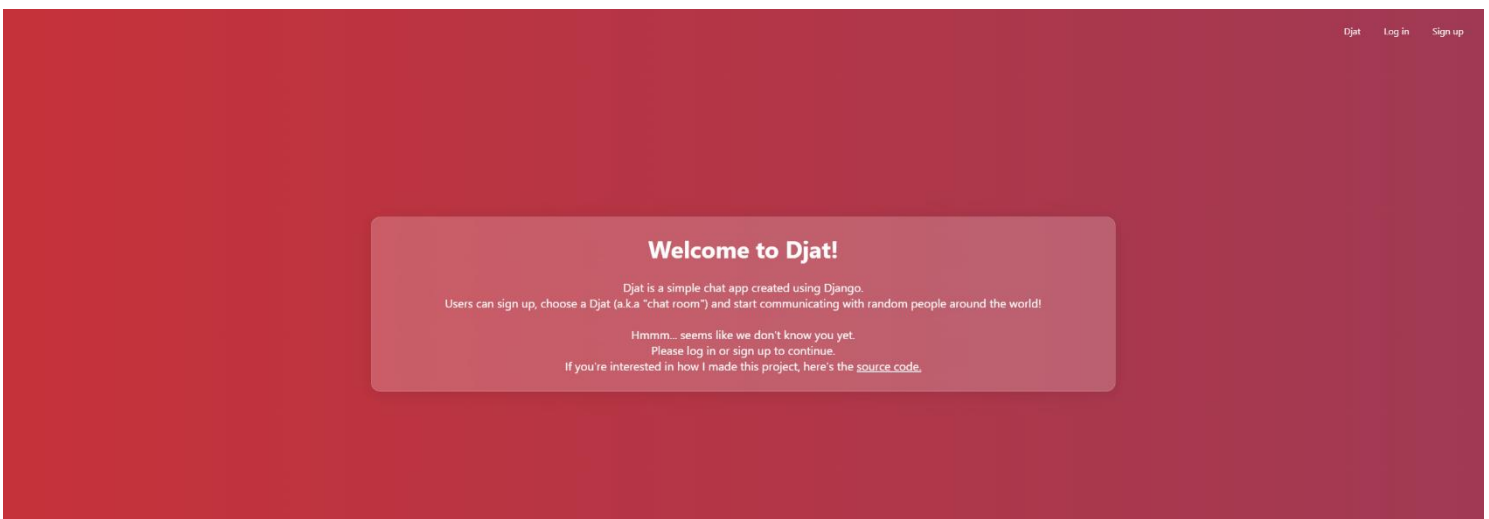 Djat Log in Sign up
Welcome to Djat!
Djat is a simple chat app created using Django.
Users can sign up, choose a Djat (a.k.a "chat room") and start communicating with random people around the world!
Hmmm... seems like we don't know you yet.
Please log in or sign up to continue.
If you're interested in how I made this project, here's the source code.